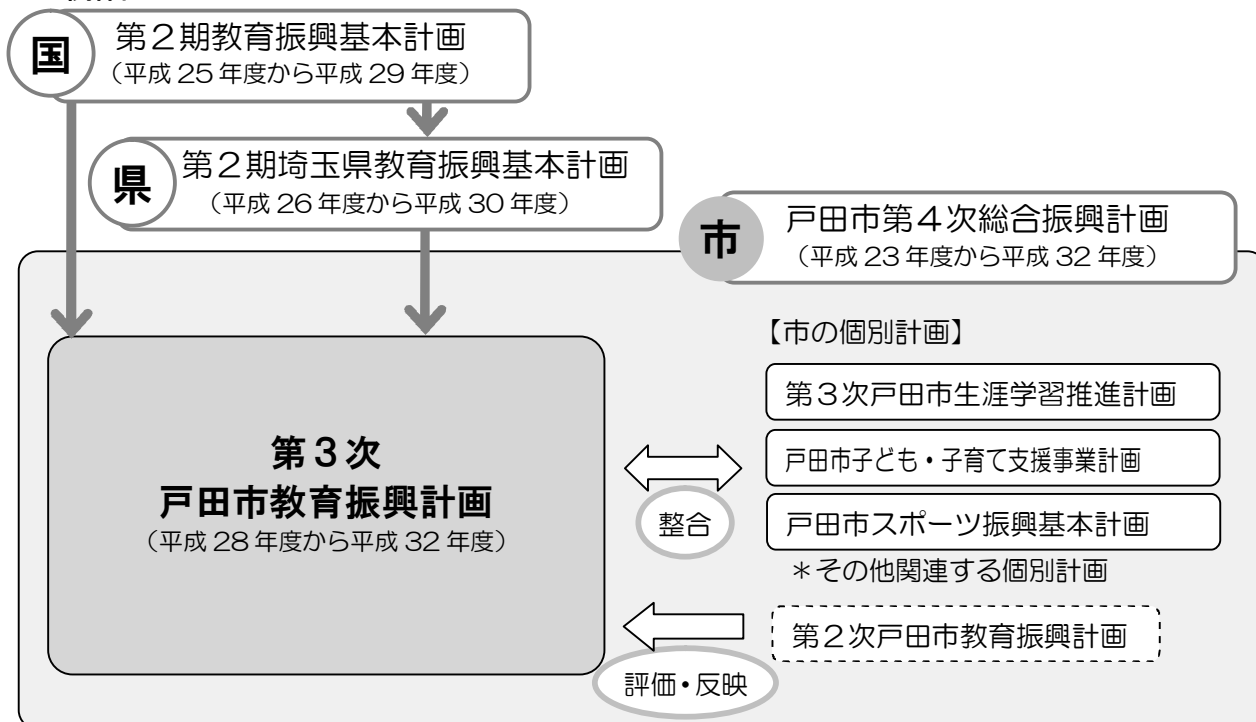 国
第2期教育振興基本計画
（平成 25 年度から平成 29 年度）
県
第2期埼玉県教育振興基本計画
（平成 26 年度から平成 30 年度）
市
戸田市第4次総合振興計画
（平成 23 年度から平成 32 年度）
【市の個別計画】
第3次戸田市生涯学習推進計画
戸田市子ども・子育て支援事業計画
戸田市スポーツ振興基本計画
＊その他関連する個別計画
第3次
戸田市教育振興計画
（平成 28 年度から平成 32 年度）
整合
第2次戸田市教育振興計画
評価・反映